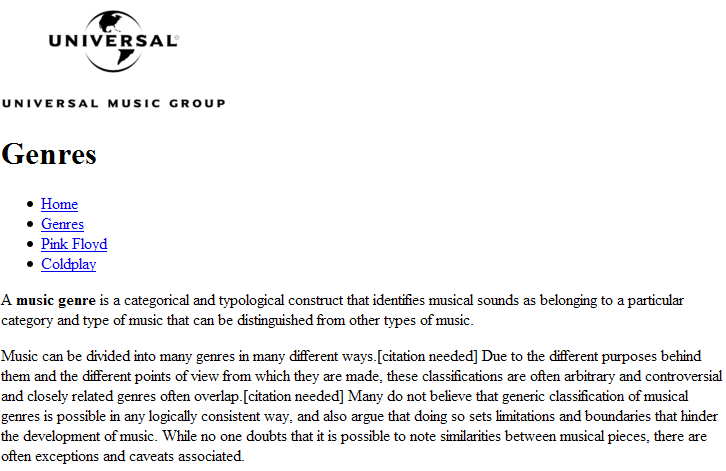 UNIVERSAL
UNIVERSAL MUSIC GROUP
Genres
Home
Genres
Pink Floyd
Coldplay
A music genre is a categorical and typological construct that identifies musical sounds as belonging to a particular
category and type of music that can be distinguished from other types of music.
Music can be divided into many genres in many different ways.[citation needed] Due to the different purposes behind
them and the different points of view from which they are made, these classifications are often arbitrary and controversial
and closely related genres often overlap.[citation needed] Many do not believe that generic classification of musical
genres is possible in any logically consistent way, and also argue that doing so sets limitations and boundaries that hinder
the development of music. While no one doubts that it is possible to note similarities between musical pieces, there are
often exceptions and caveats associated.